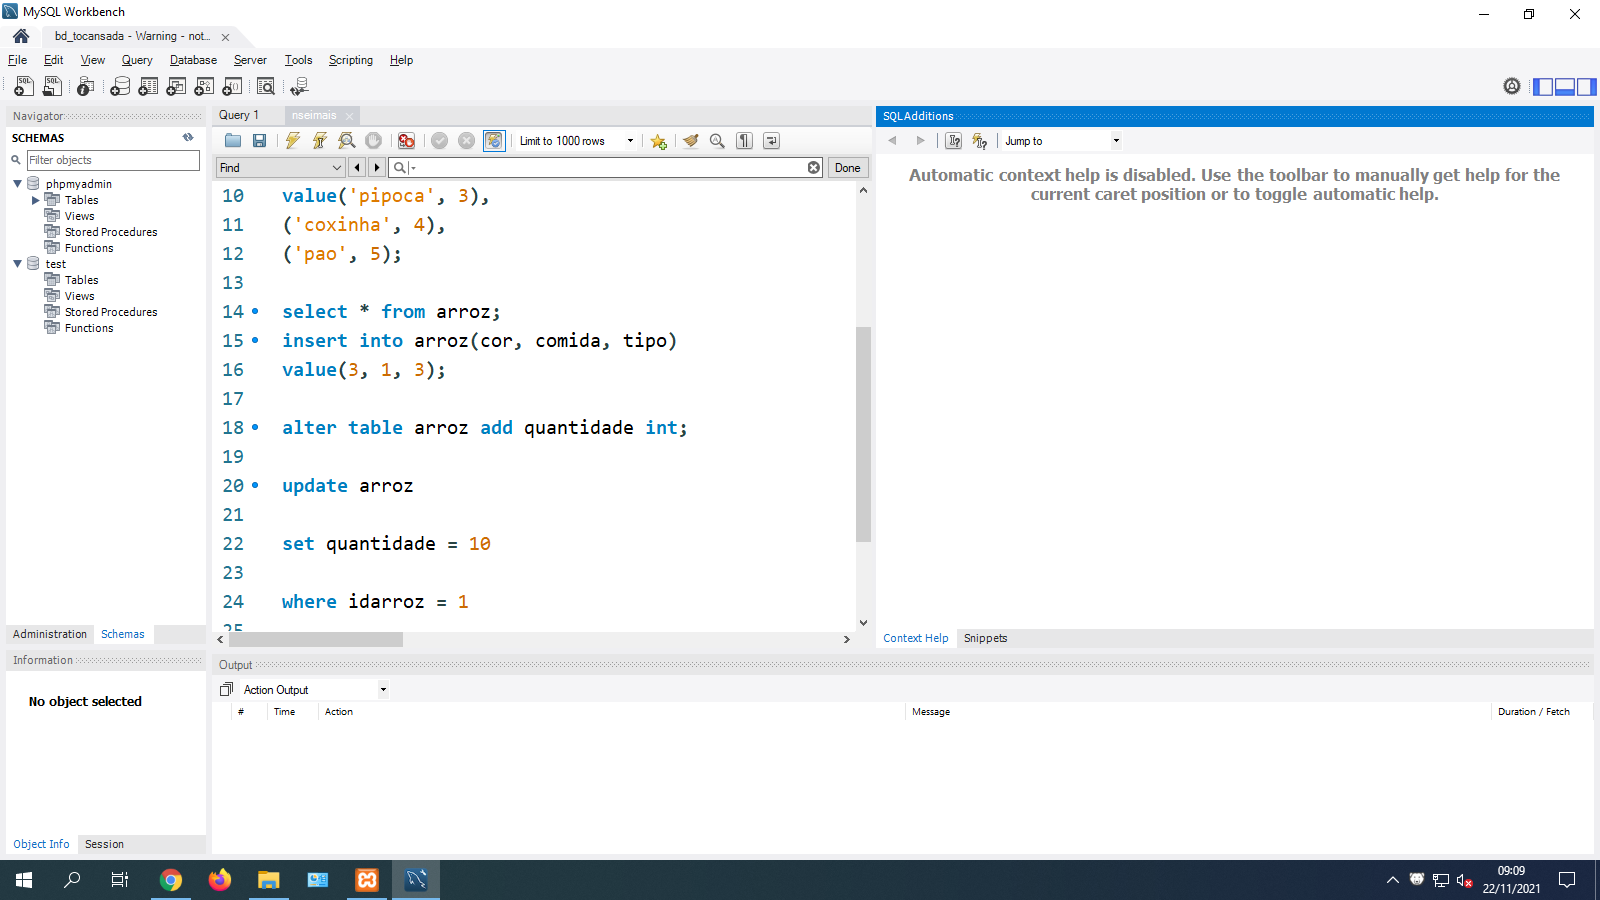 MySQL Workbench
bd_tocansada - Warning - not...
File Edit View Query Database Server Tools Scripting Help
Navigator
SCHEMAS
Filter objects
phpmyadmin
Tables
Views
Stored Procedures
Functions
test
Tables
Views
Stored Procedures
Functions
Administration Schemas
Information
No object selected
Object Info Session
Query 1 nseimais
Limit to 1000 rows
Find Done
10 value('pipoca', 3),
11 ('coxinha', 4),
12 ('pao', 5);
13
14 select * from arroz;
15 insert into arroz(cor, comida, tipo)
16 value(3, 1, 3);
17
18 alter table arroz add quantidade int;
19
20 update arroz
21
22 set quantidade = 10
23
24 where idarroz = 1
25
SQLAdditions
Jump to
Automatic context help is disabled. Use the toolbar to manually get help for the
current caret position or to toggle automatic help.
Context Help Snippets
Output
Action Output
# Time Action Message Duration / Fetch
09:09
22/11/2021